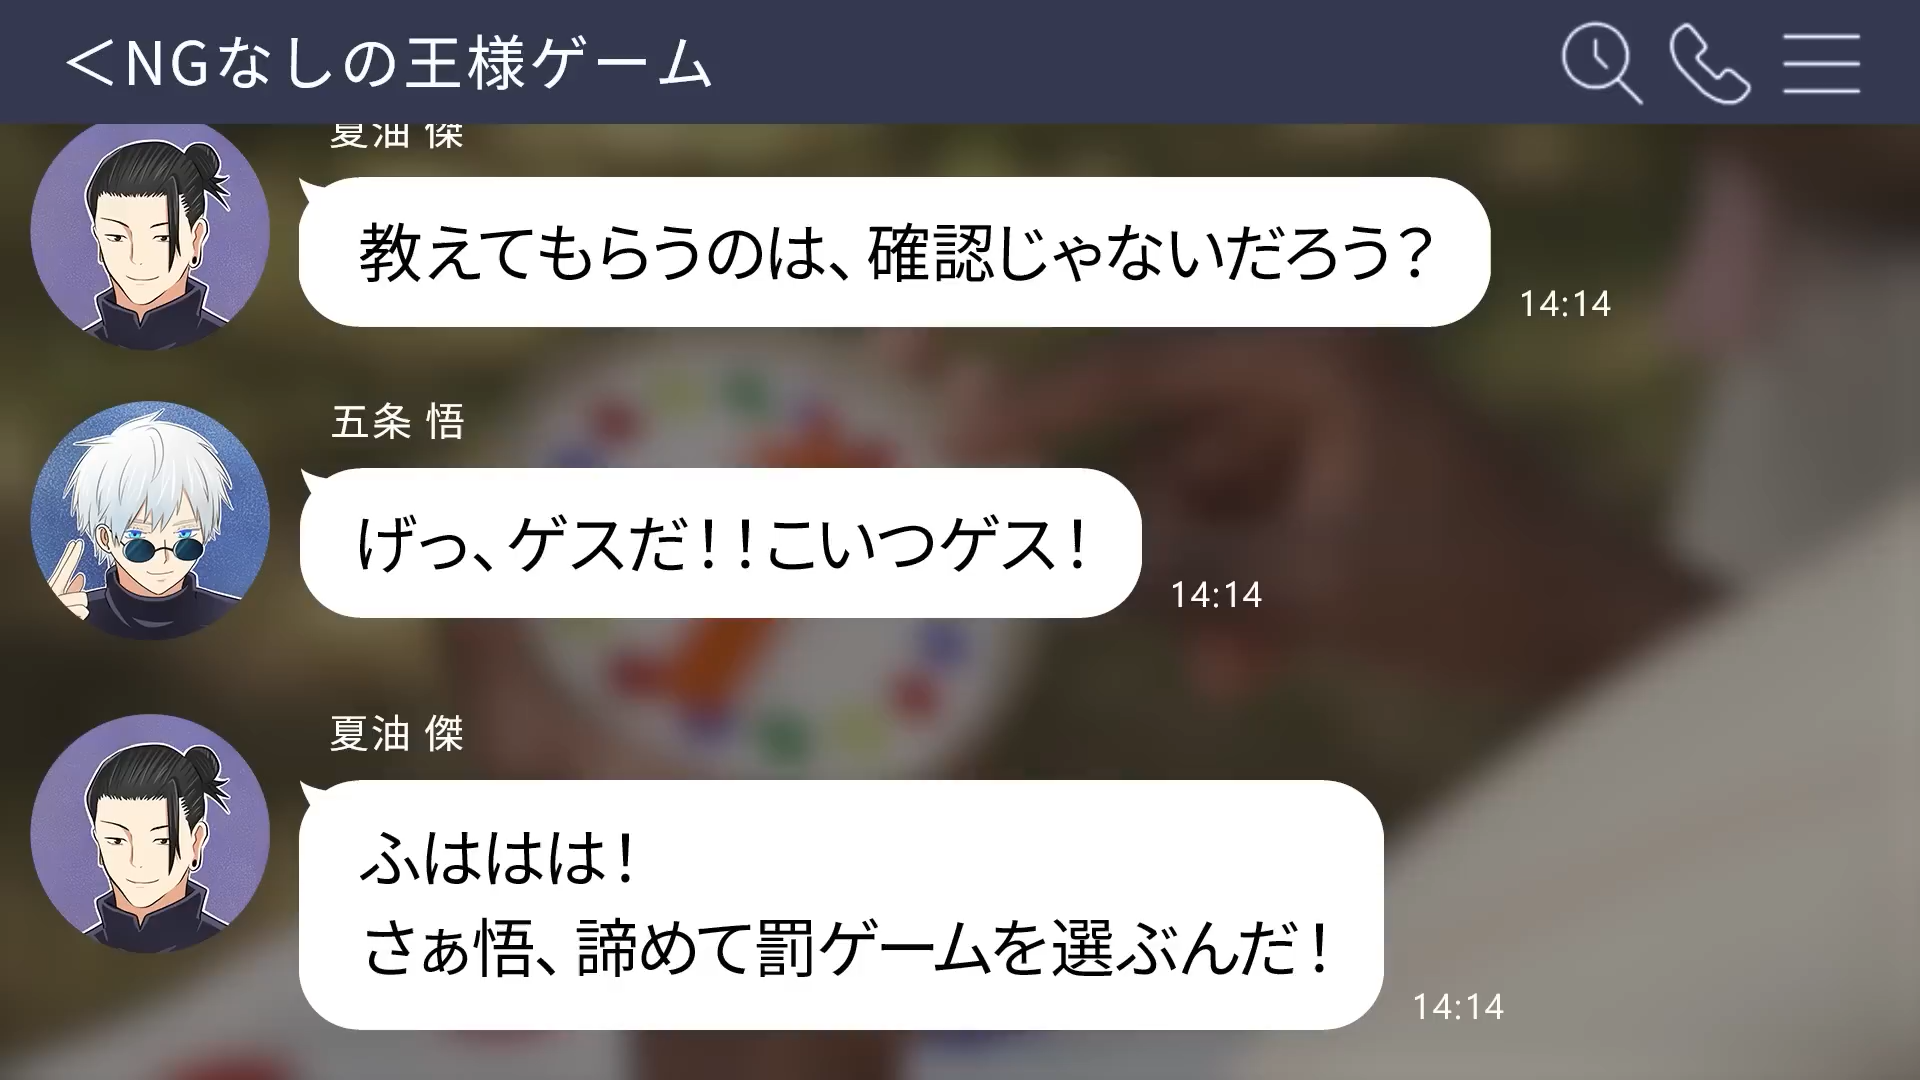 ＜NGなしの王様ゲーム
夏油 傑
教えてもらうのは、確認じゃないだろう？
14:14
五条 悟
げっ、ゲスだ！！こいつゲス！
14:14
夏油 傑
ふははは！
さぁ悟、諦めて罰ゲームを選ぶんだ！
14:14